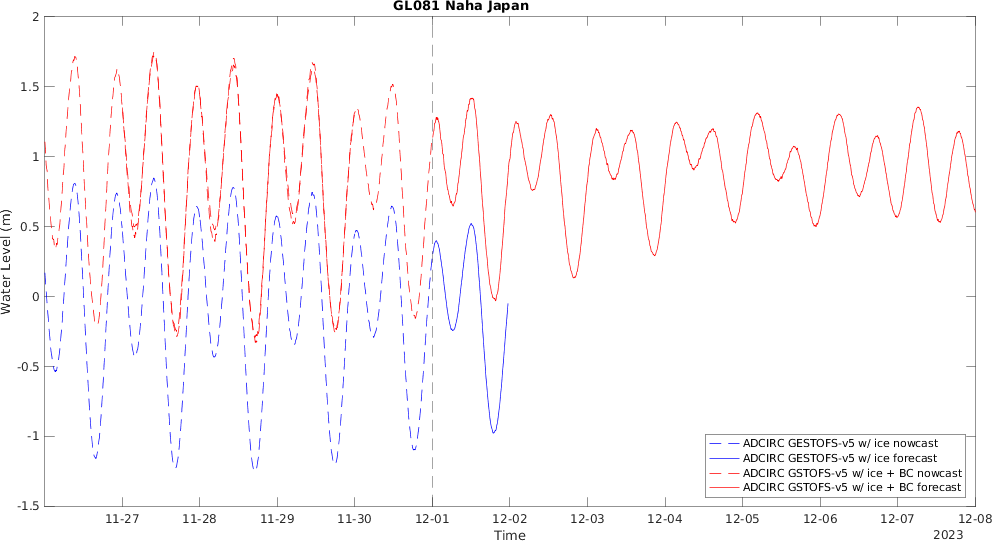 GL081 Naha Japan
2
1.5
1
0.5
0
-0.5
-1
-1.5
Water Level (m)
ADCIRC GESTOFS-v5 w/ ice nowcast
ADCIRC GESTOFS-v5 w/ ice forecast
ADCIRC GSTOFS-v5 w/ ice + BC nowcast
ADCIRC GSTOFS-v5 w/ ice + BC forecast
11-27 11-28 11-29 11-30 12-01 12-02 12-03 12-04 12-05 12-06 12-07 12-08
Time
2023